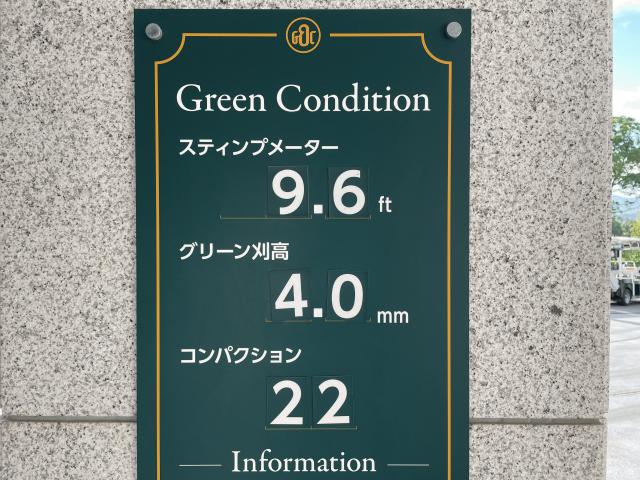 Green Condition
スティンプメーター
9.6 ft
グリーン刈高
4.0 mm
コンパクション
22
Information